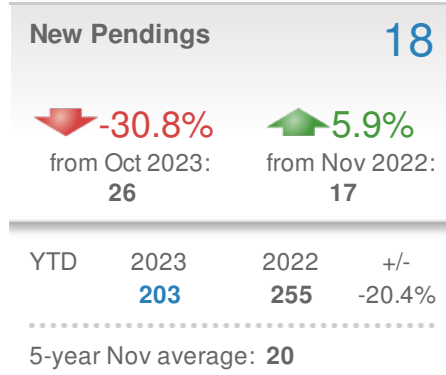 New Pendings 18
-30.8% 5.9%
from Oct 2023: from Nov 2022:
26 17
YTD 2023 2022 +/-
203 255 -20.4%
5-year Nov average: 20